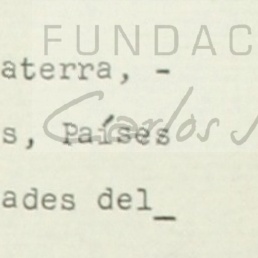 FUNDAC
aterra, -
Carlos
s, Países
ades del_